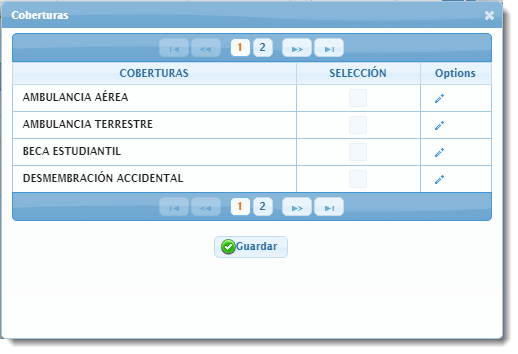 Coberturas
1 2
COBERTURAS SELECCIÓN Options
AMBULANCIA AÉREA
AMBULANCIA TERRESTRE
BECA ESTUDIANTIL
DESMEMBRACIÓN ACCIDENTAL
1 2
Guardar